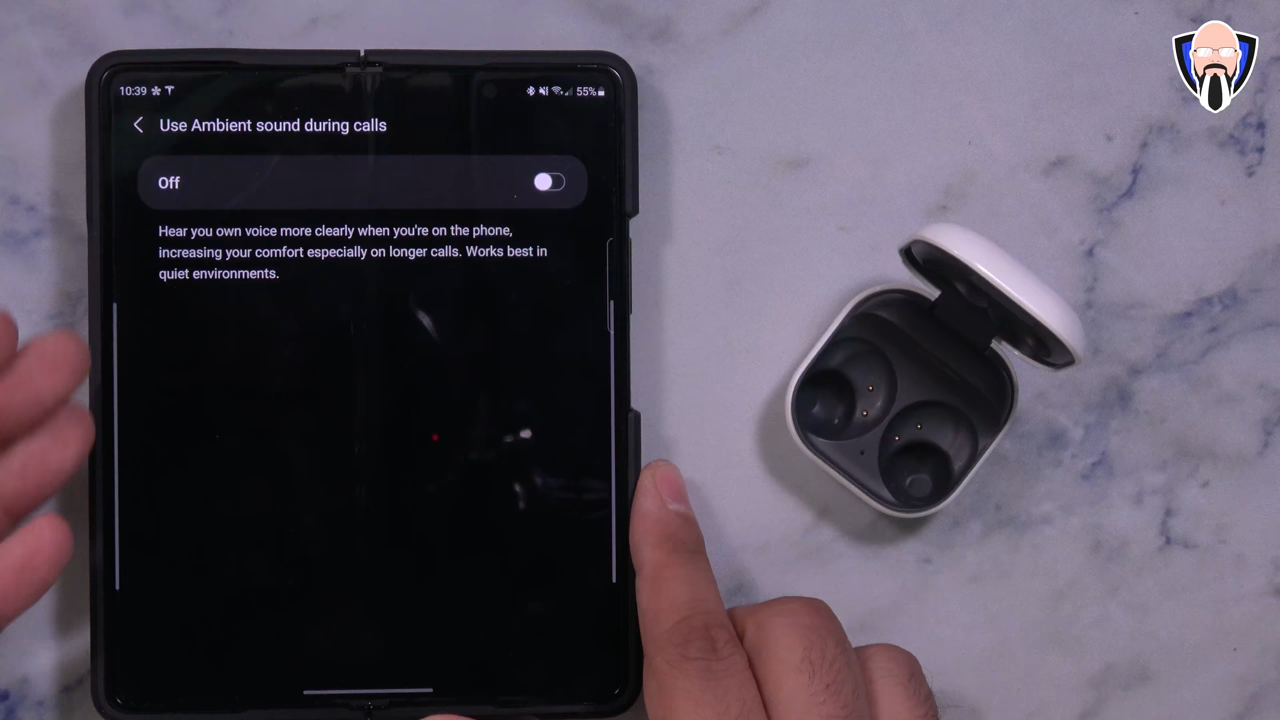 10:39
55%
Use Ambient sound during calls
Off
Hear you own voice more clearly when you're on the phone,
increasing your comfort especially on longer calls. Works best in
quiet environments.